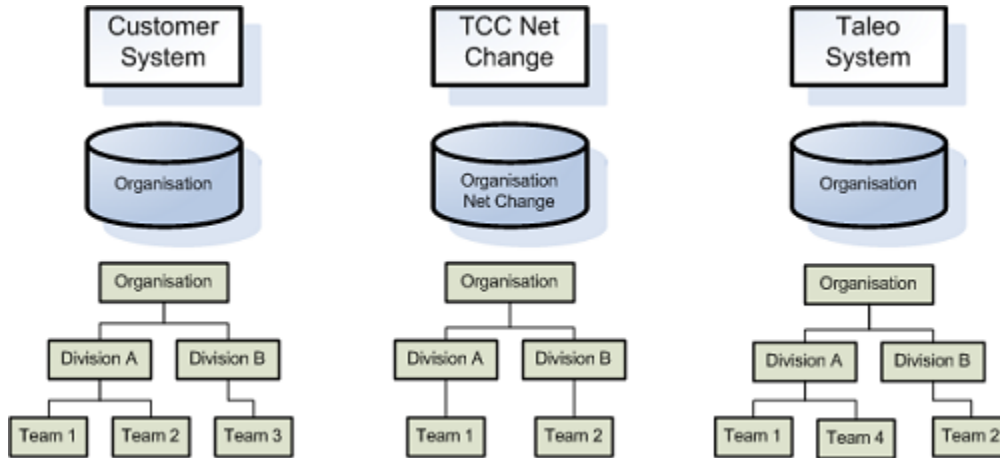 Customer
System
TCC Net
Change
Taleo
System
Organisation
Organisation
Net Change
Organisation
Organisation
Organisation
Organisation
Division A
Division B
Division A
Division B
Division A
Division B
Team 1
Team 2
Team 3
Team 1
Team 2
Team 1
Team 4
Team 2